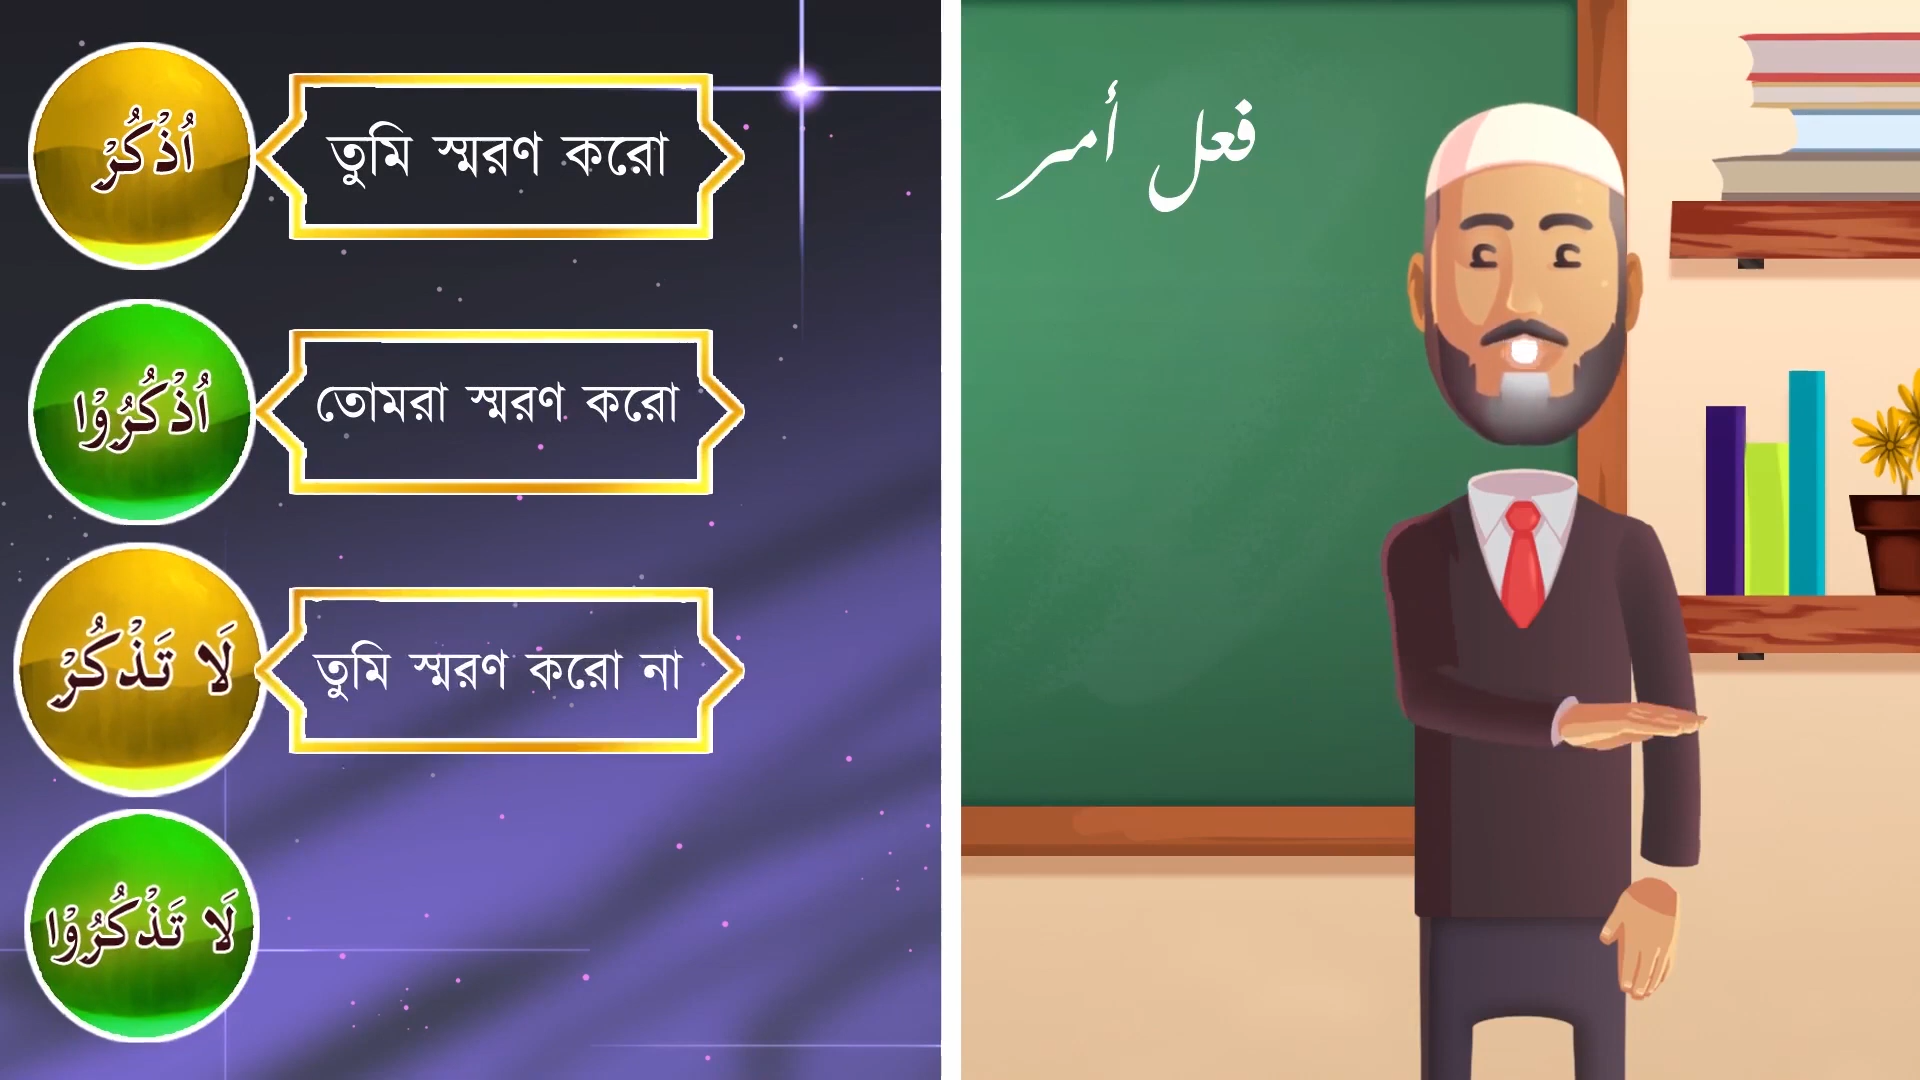 اُذْكُرْ
তুমি স্মরণ করো
اُذْكُرُوْا
তোমরা স্মরণ করো
لَا تَذْكُرْ
তুমি স্মরণ করো না
لَا تَذْكُرُوْا
فعل أمر